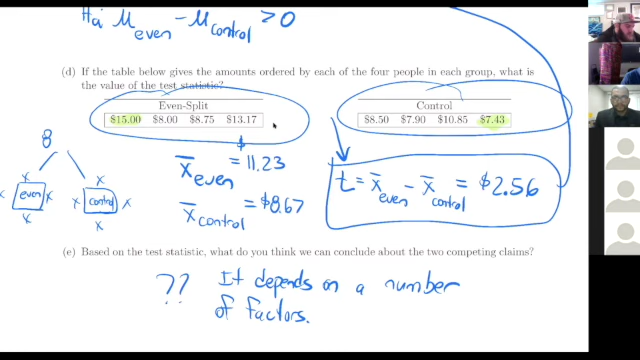 Ha μ even - μ control > 0
(d) If the table below gives the amounts ordered by each of the four people in each group, what is
the value of the test statistic?
Even-Split
$15.00 $8.00 $8.75 $13.17
Control
$8.50 $7.90 $10.85 $7.43
8
x x
x even x x control x
x x
x̄ even = $11.23
x̄ control = $8.67
t = x̄ even - x̄ control = $2.56
(e) Based on the test statistic, what do you think we can conclude about the two competing claims?
?? It depends on a number
of factors.